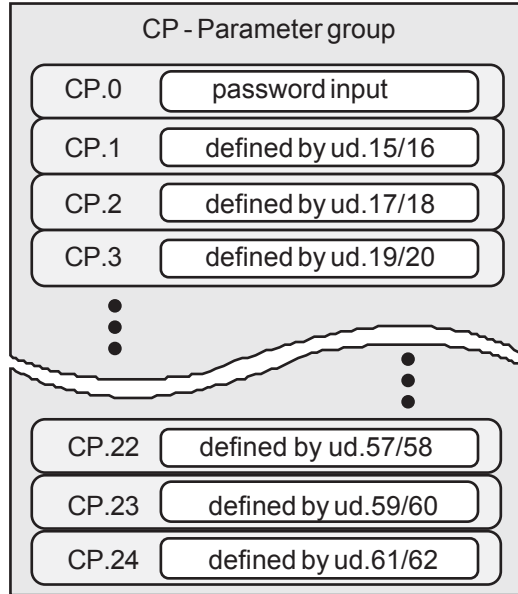 CP - Parameter group
CP.0 password input
CP.1 defined by ud.15/16
CP.2 defined by ud.17/18
CP.3 defined by ud.19/20
CP.22 defined by ud.57/58
CP.23 defined by ud.59/60
CP.24 defined by ud.61/62